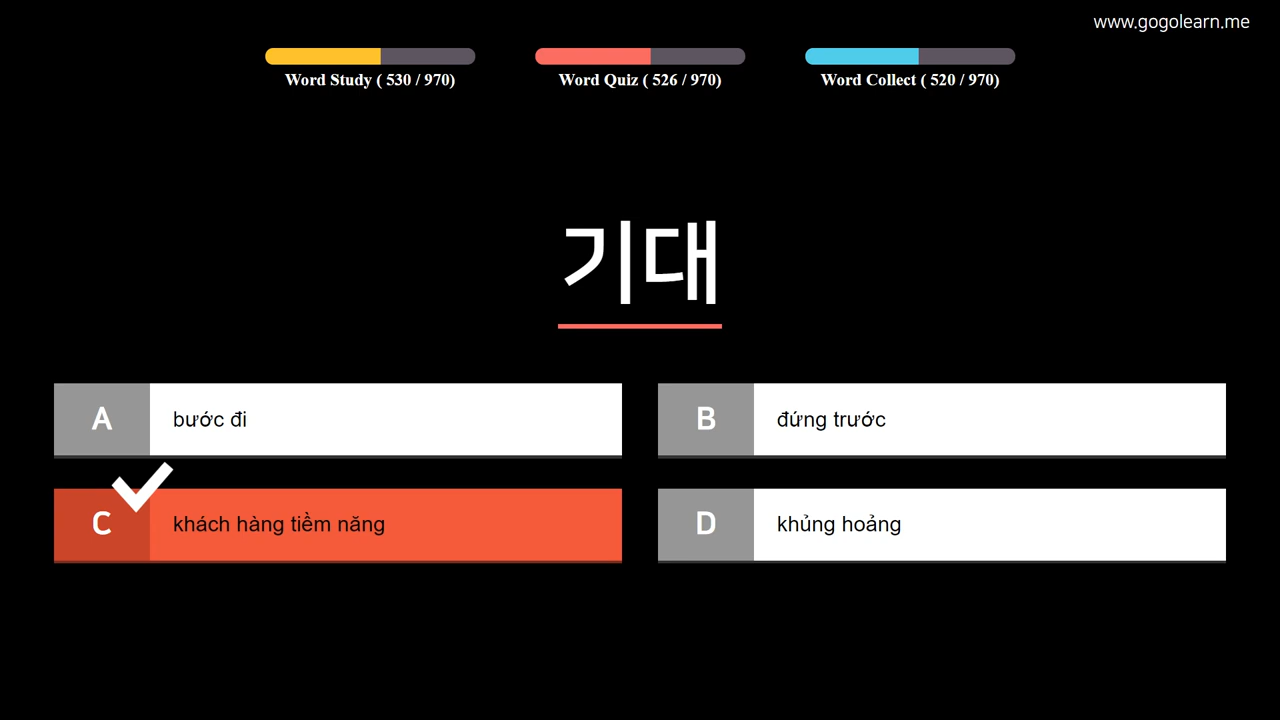 www.gogolearn.me
Word Study ( 530 / 970)
Word Quiz ( 526 / 970)
Word Collect ( 520 / 970)
기대
A
bước đi
B
đứng trước
C
khách hàng tiềm năng
D
khủng hoảng